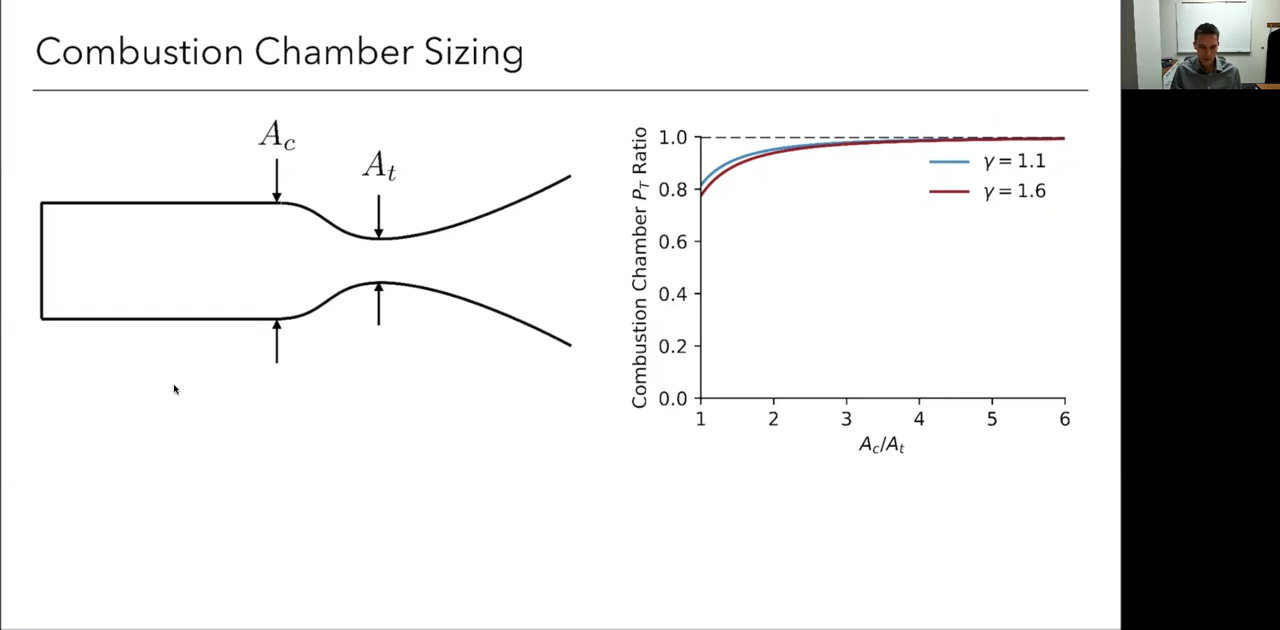 Combustion Chamber Sizing
A_c
A_t
Combustion Chamber P_T Ratio
1.0
0.8
0.6
0.4
0.2
0.0
γ = 1.1
γ = 1.6
1 2 3 4 5 6
A_c/A_t